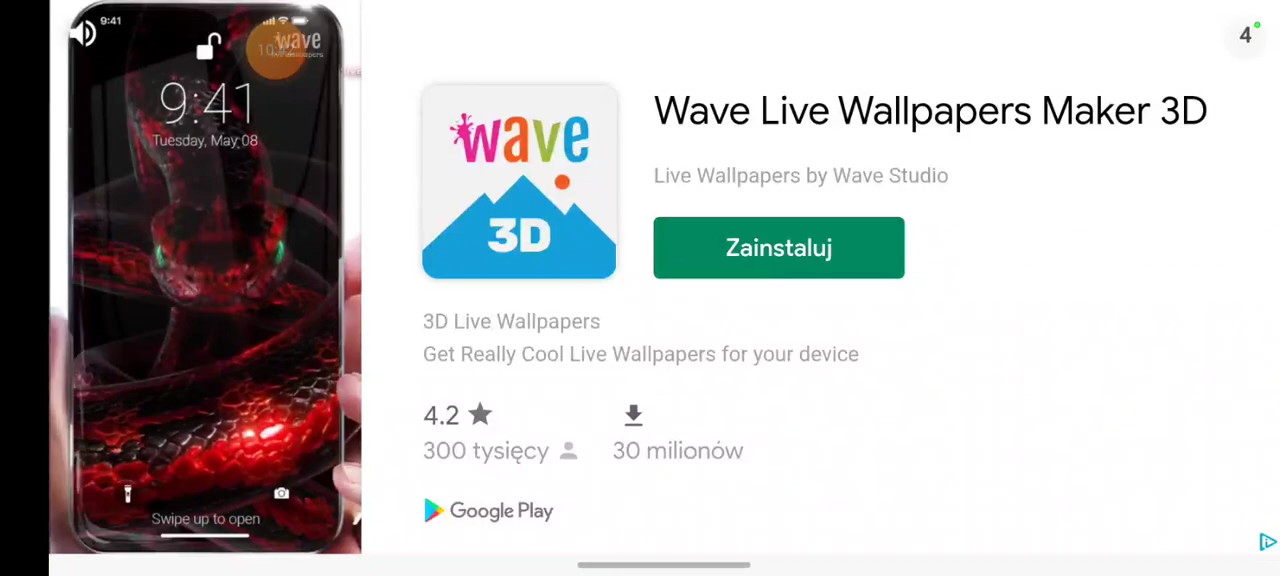 9:41
wave
9:41
Tuesday, May 08
Swipe up to open
wave
3D
Wave Live Wallpapers Maker 3D
Live Wallpapers by Wave Studio
Zainstaluj
3D Live Wallpapers
Get Really Cool Live Wallpapers for your device
4.2
300 tysięcy
30 milionów
Google Play
4